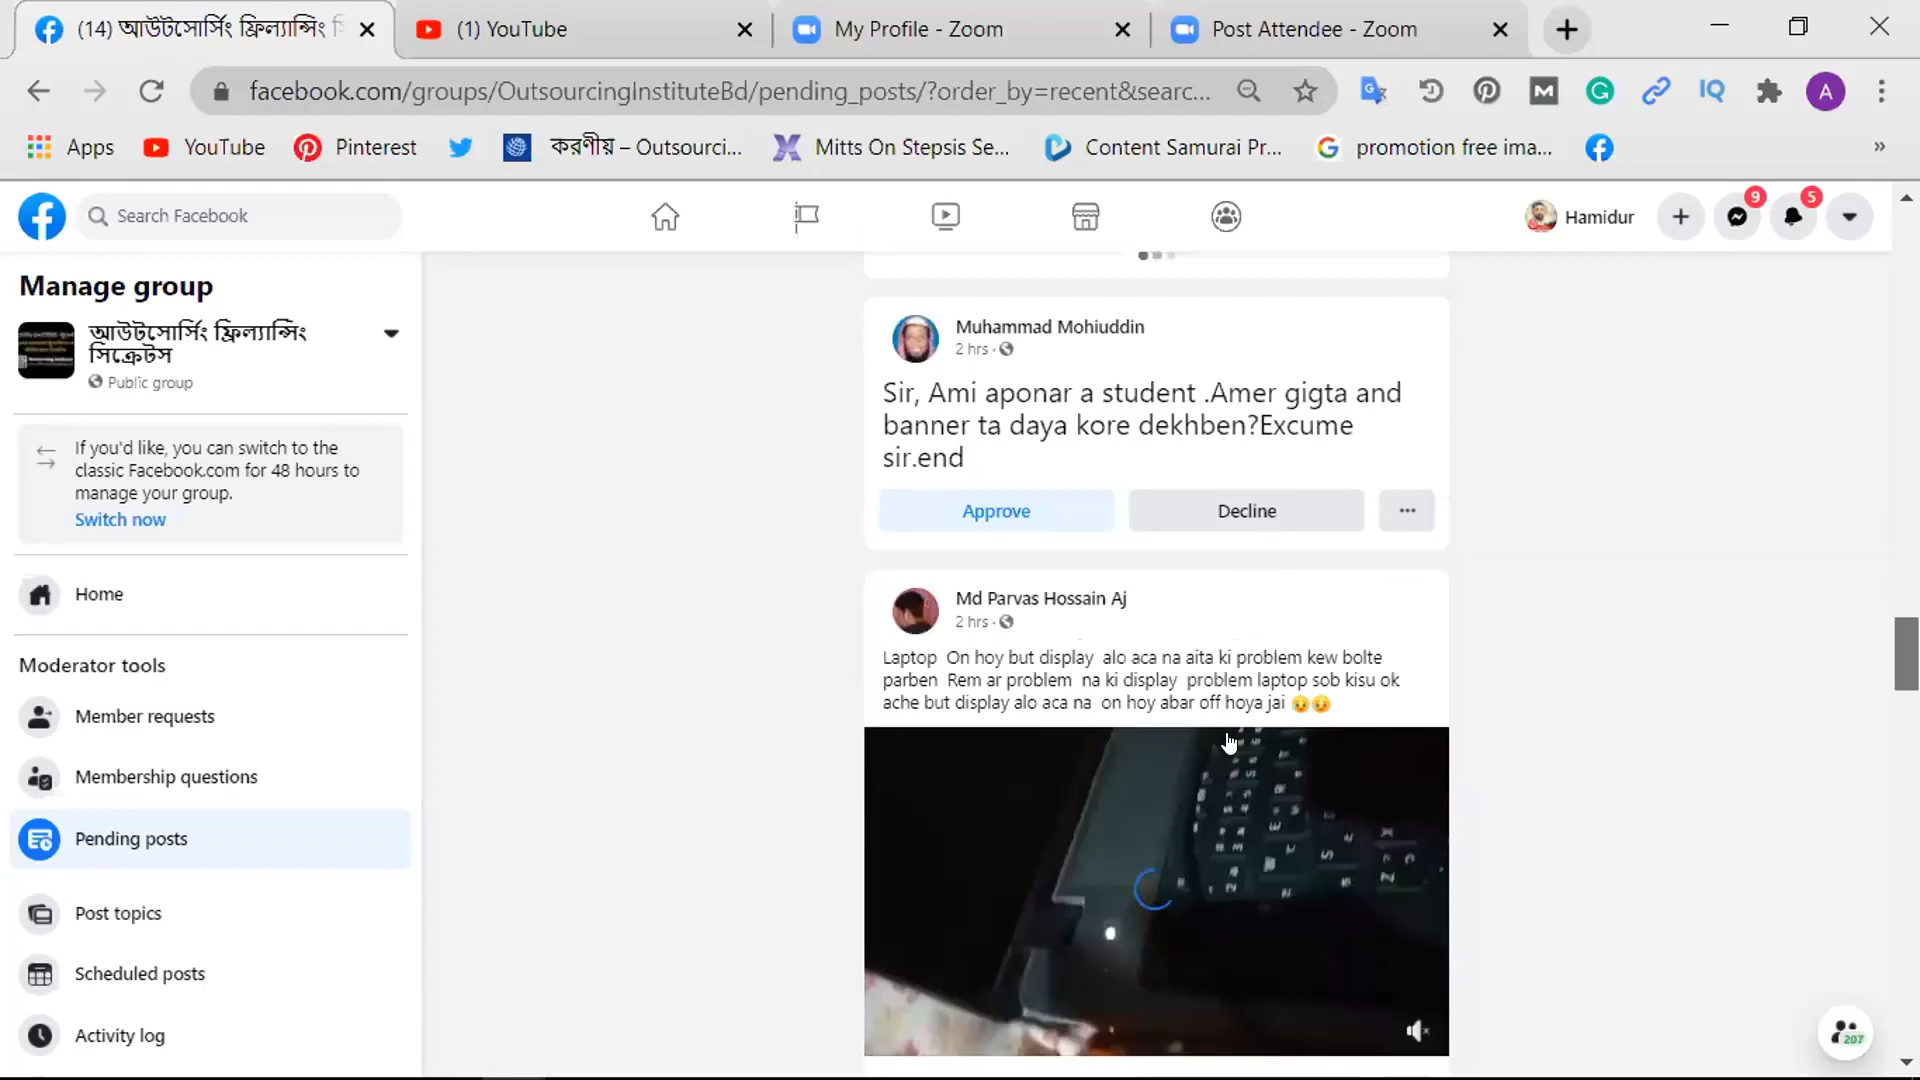 (14) আউটসোর্সিং ফ্রিল্যান্সিং
(1) YouTube
My Profile - Zoom
Post Attendee - Zoom
facebook.com/groups/OutsourcingInstituteBd/pending_posts/?order_by=recent&searc...
A
Apps
YouTube
Pinterest
করণীয় – Outsourci...
Mitts On Stepsis Se...
Content Samurai Pr...
promotion free ima...
Search Facebook
Hamidur
9
5
Manage group
আউটসোর্সিং ফ্রিল্যান্সিং
সিক্রেটস
Public group
If you'd like, you can switch to the
classic Facebook.com for 48 hours to
manage your group.
Switch now
Home
Moderator tools
Member requests
Membership questions
Pending posts
Post topics
Scheduled posts
Activity log
Muhammad Mohiuddin
2 hrs ·
Sir, Ami aponar a student .Amer gigta and
banner ta daya kore dekhben?Excume
sir.end
Approve
Decline
Md Parvas Hossain Aj
2 hrs ·
Laptop On hoy but display alo aca na aita ki problem kew bolte
parben Rem ar problem na ki display problem laptop sob kisu ok
ache but display alo aca na on hoy abar off hoya jai 😥😥
207